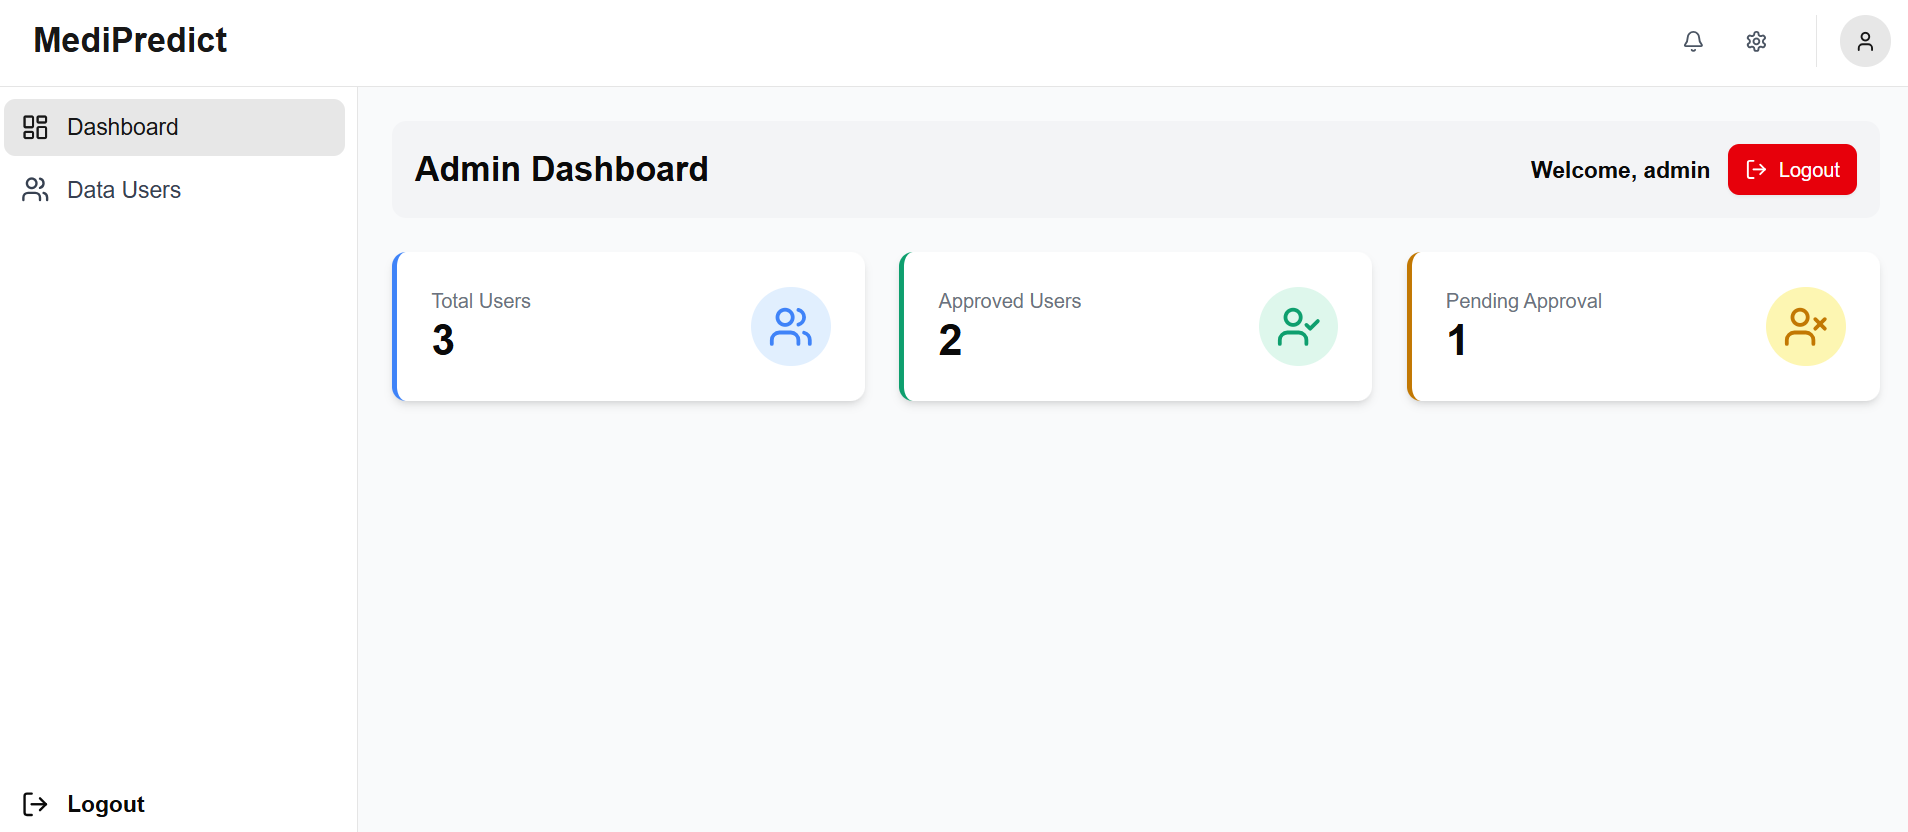 MediPredict
Dashboard
Data Users
Logout
Admin Dashboard
Welcome, admin
Logout
Total Users
3
Approved Users
2
Pending Approval
1